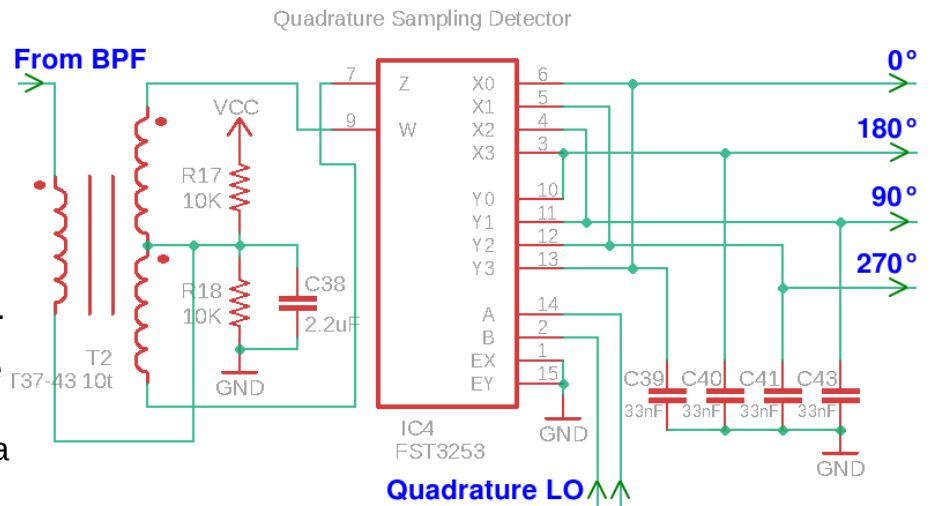 Quadrature Sampling Detector
From BPF
0°
7
Z
X0
6
X1
5
180°
VCC
9
W
X2
4
X3
3
R17
10K
Y0
10
90°
Y1
11
Y2
12
Y3
13
270°
R18
10K
C38
2.2uF
A
14
B
2
EX
1
EY
15
T2
T37-43 10t
GND
C39
C40
C41
C43
33nF
33nF
33nF
33nF
GND
IC4
FST3253
GND
a
Quadrature LO